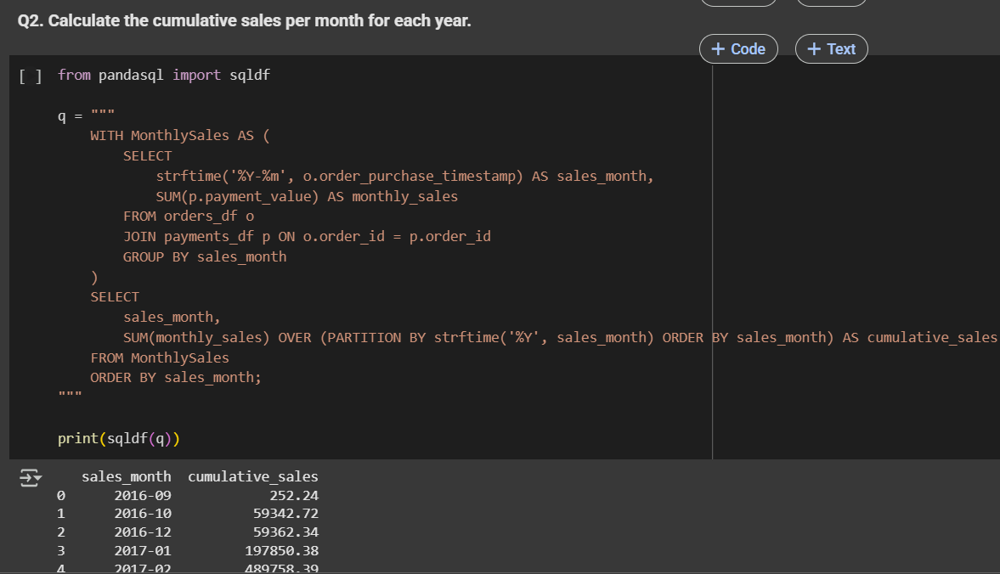 Q2. Calculate the cumulative sales per month for each year.
+ Code + Text
[ ] from pandasql import sqldf
q = """
WITH MonthlySales AS (
SELECT
strftime('%Y-%m', o.order_purchase_timestamp) AS sales_month,
SUM(p.payment_value) AS monthly_sales
FROM orders_df o
JOIN payments_df p ON o.order_id = p.order_id
GROUP BY sales_month
)
SELECT
sales_month,
SUM(monthly_sales) OVER (PARTITION BY strftime('%Y', sales_month) ORDER BY sales_month) AS cumulative_sales
FROM MonthlySales
ORDER BY sales_month;
"""
print(sqldf(q))
sales_month cumulative_sales
0 2016-09 252.24
1 2016-10 59342.72
2 2016-12 59362.34
3 2017-01 197850.38
4 2017-02 489758.39